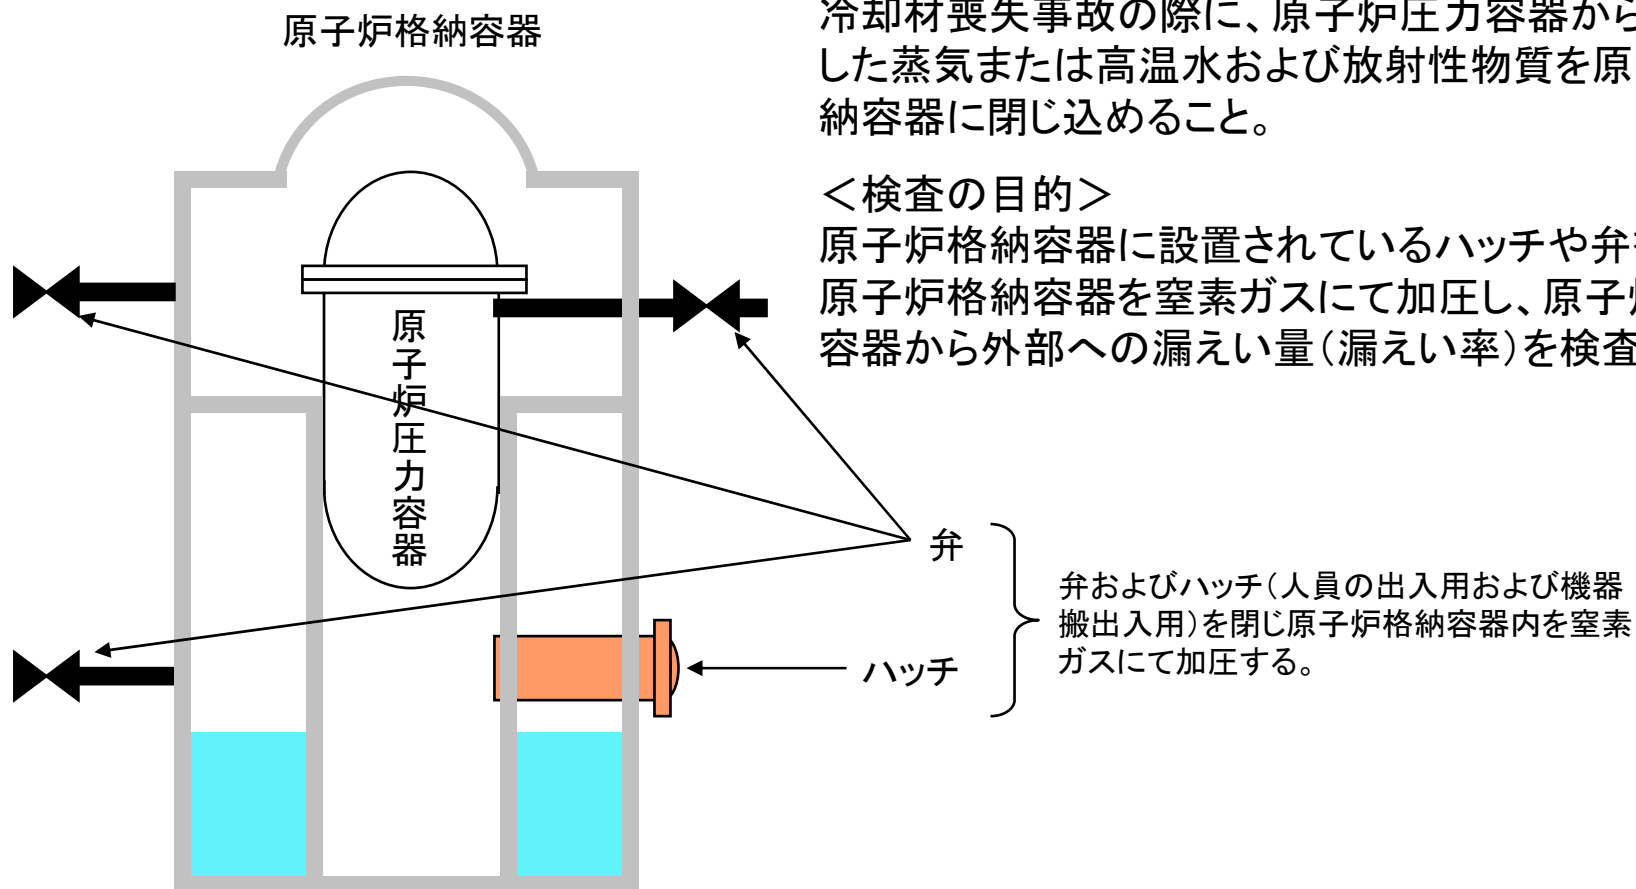 原子炉格納容器
冷却材喪失事故の際に、原子炉圧力容器から
した蒸気または高温水および放射性物質を原
納容器に閉じ込めること。
＜検査の目的＞
原子炉格納容器に設置されているハッチや弁
原子炉格納容器を窒素ガスにて加圧し、原子
容器から外部への漏えい量（漏えい率）を検査
原子炉圧力容器
弁
ハッチ
弁およびハッチ（人員の出入用および機器
搬出入用）を閉じ原子炉格納容器内を窒素
ガスにて加圧する。